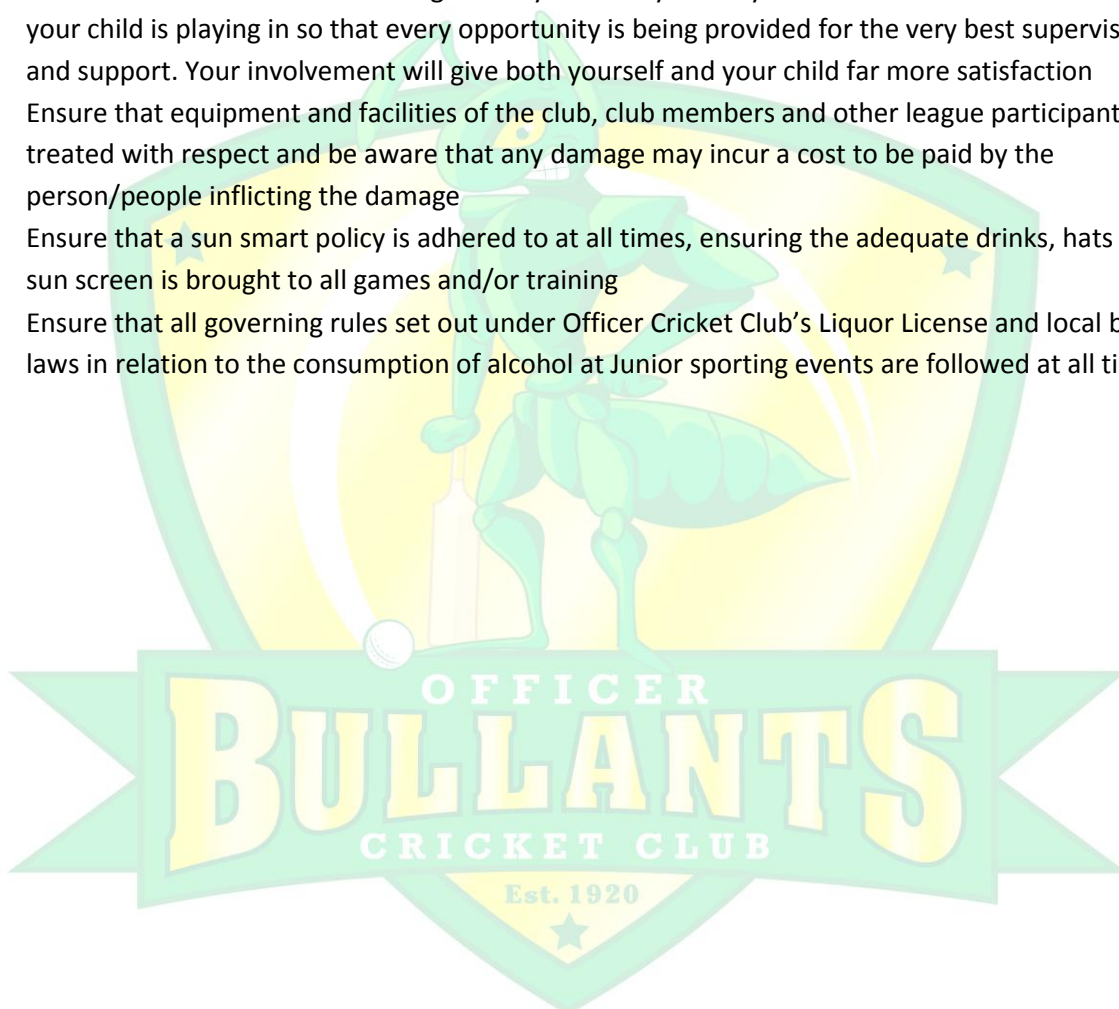 your child is playing in so that every opportunity is being provided for the very best supervis
and support. Your involvement will give both yourself and your child far more satisfaction
Ensure that equipment and facilities of the club, club members and other league participant
treated with respect and be aware that any damage may incur a cost to be paid by the
person/people inflicting the damage
Ensure that a sun smart policy is adhered to at all times, ensuring the adequate drinks, hats
sun screen is brought to all games and/or training
Ensure that all governing rules set out under Officer Cricket Club's Liquor License and local b
laws in relation to the consumption of alcohol at Junior sporting events are followed at all ti
OFFICER
BULLANTS
CRICKET CLUB
Est. 1920